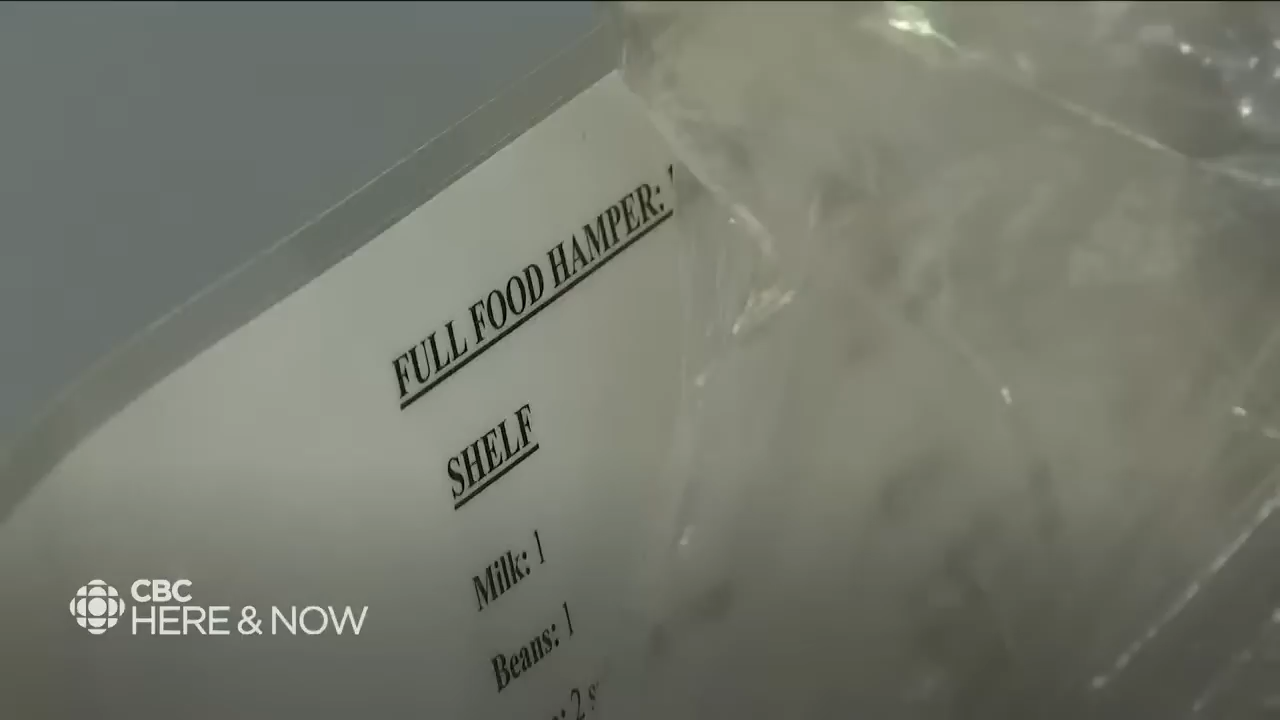 FULL FOOD HAMPER:
SHELF
Milk: 1
Beans: 1
CBC
HERE & NOW